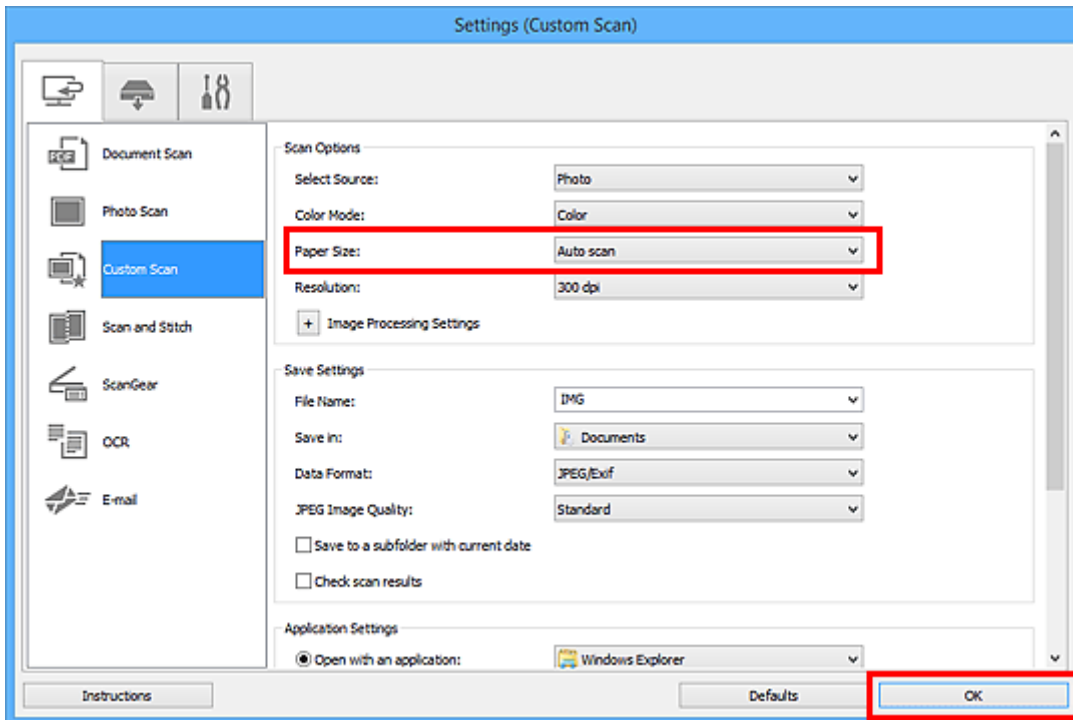 Settings (Custom Scan)
Document Scan
Photo Scan
Custom Scan
Scan and Stitch
ScanGear
OCR
E-mail
Scan Options
Select Source: Photo
Color Mode: Color
Paper Size: Auto scan
Resolution: 300 dpi
+ Image Processing Settings
Save Settings
File Name: IMG
Save in: Documents
Data Format: JPEG/Exif
JPEG Image Quality: Standard
Save to a subfolder with current date
Check scan results
Application Settings
Open with an application: Windows Explorer
Instructions
Defaults
OK